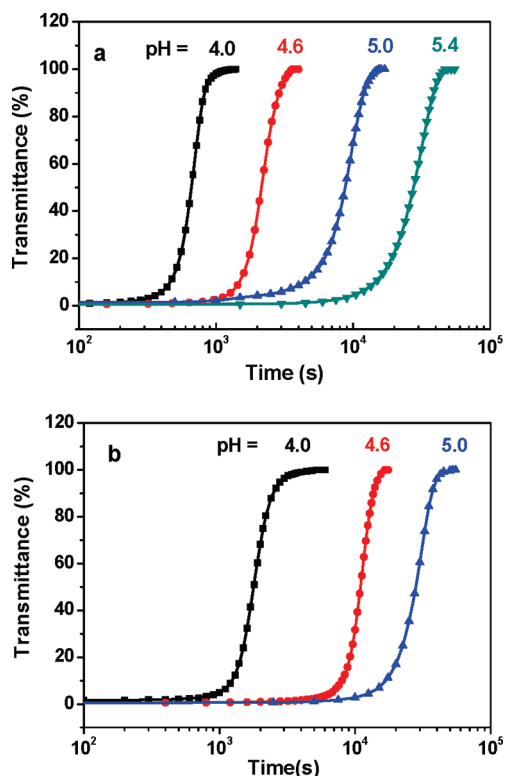 120
a
pH = 4.0 4.6 5.0 5.4
100
80
60
40
20
0
Transmittance (%)
10² 10³ 10⁴ 10⁵
Time (s)
120
b
pH = 4.0 4.6 5.0
100
80
60
40
20
0
Transmittance (%)
10² 10³ 10⁴ 10⁵
Time(s)